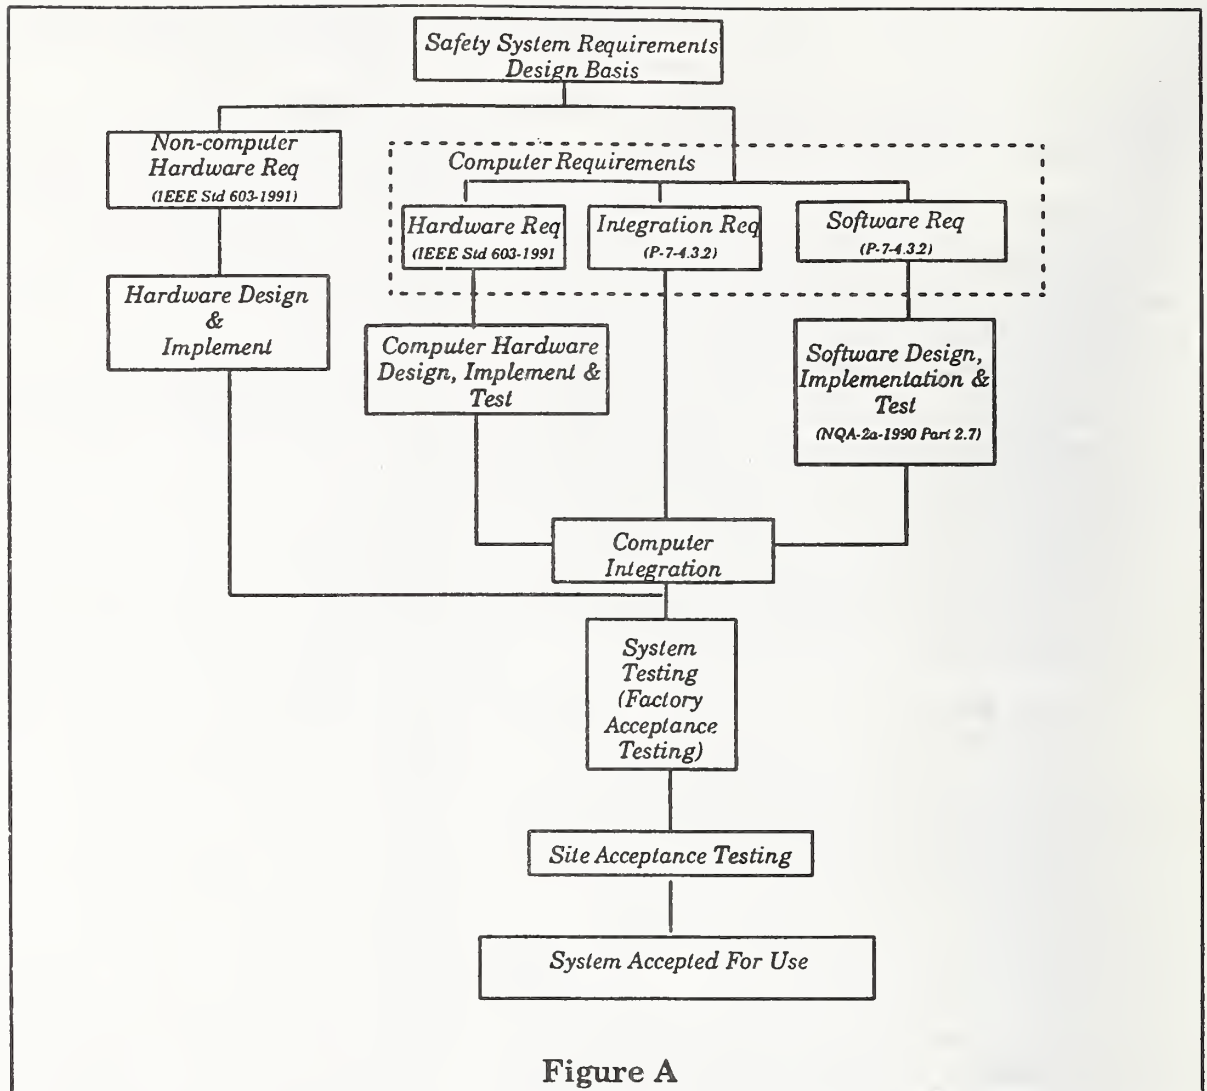 Safety System Requirements
Design Basis
Non-computer
Hardware Req
(IEEE Std 603-1991)
Computer Requirements
Hardware Req
(IEEE Std 603-1991
Integration Req
(P-7-4.3.2)
Software Req
(P-7-4.3.2)
Hardware Design
&
Implement
Computer Hardware
Design, Implement &
Test
Software Design,
Implementation &
Test
(NQA-2a-1990 Part 2.7)
Computer
Integration
System
Testing
(Factory
Acceptance
Testing)
Site Acceptance Testing
System Accepted For Use
Figure A